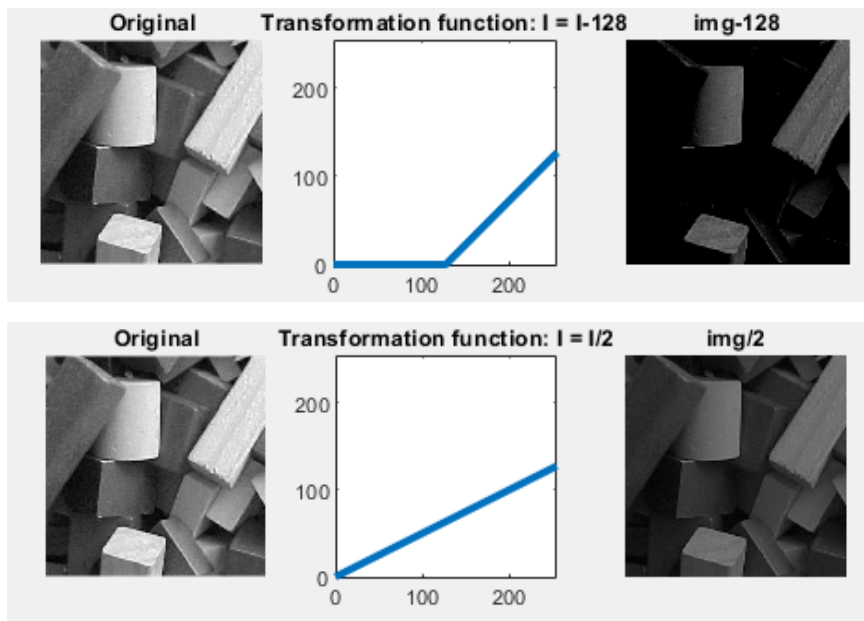 Original Transformation function: I = I-128 img-128
200
100
0
0 100 200
Original Transformation function: I = I/2 img/2
200
100
0
0 100 200